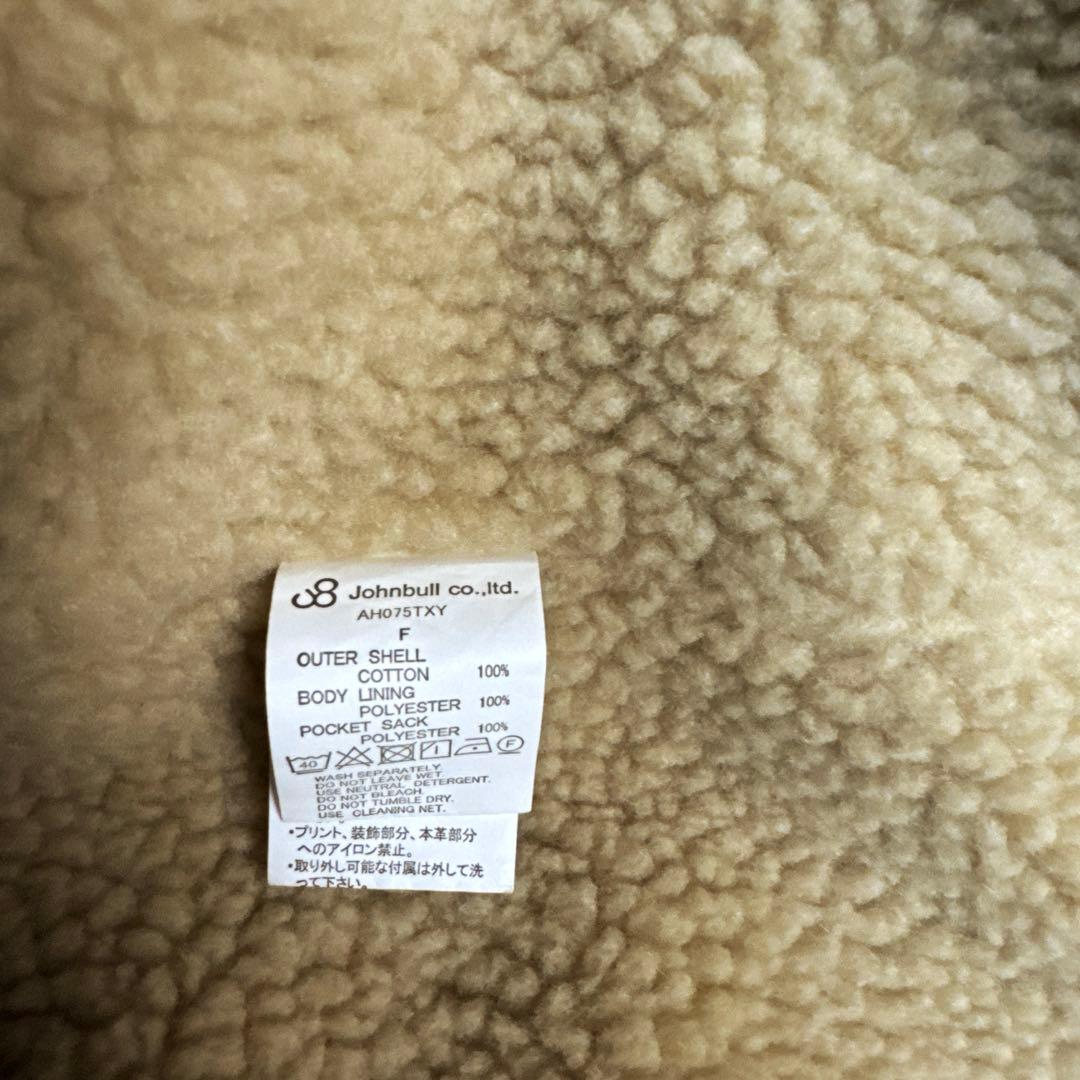 Johnbull co.,ltd.
AH075TXY
F
OUTER SHELL
COTTON 100%
BODY LINING
POLYESTER 100%
POCKET SACK
POLYESTER 100%
40 F
WASH SEPARATELY.
DO NOT LEAVE WET.
USE NEUTRAL DETERGENT.
DO NOT BLEACH.
DO NOT TUMBLE DRY.
USE CLEANING NET.
・プリント、装飾部分、本革部分
へのアイロン禁止。
・取り外し可能な付属は外して洗
って下さい。